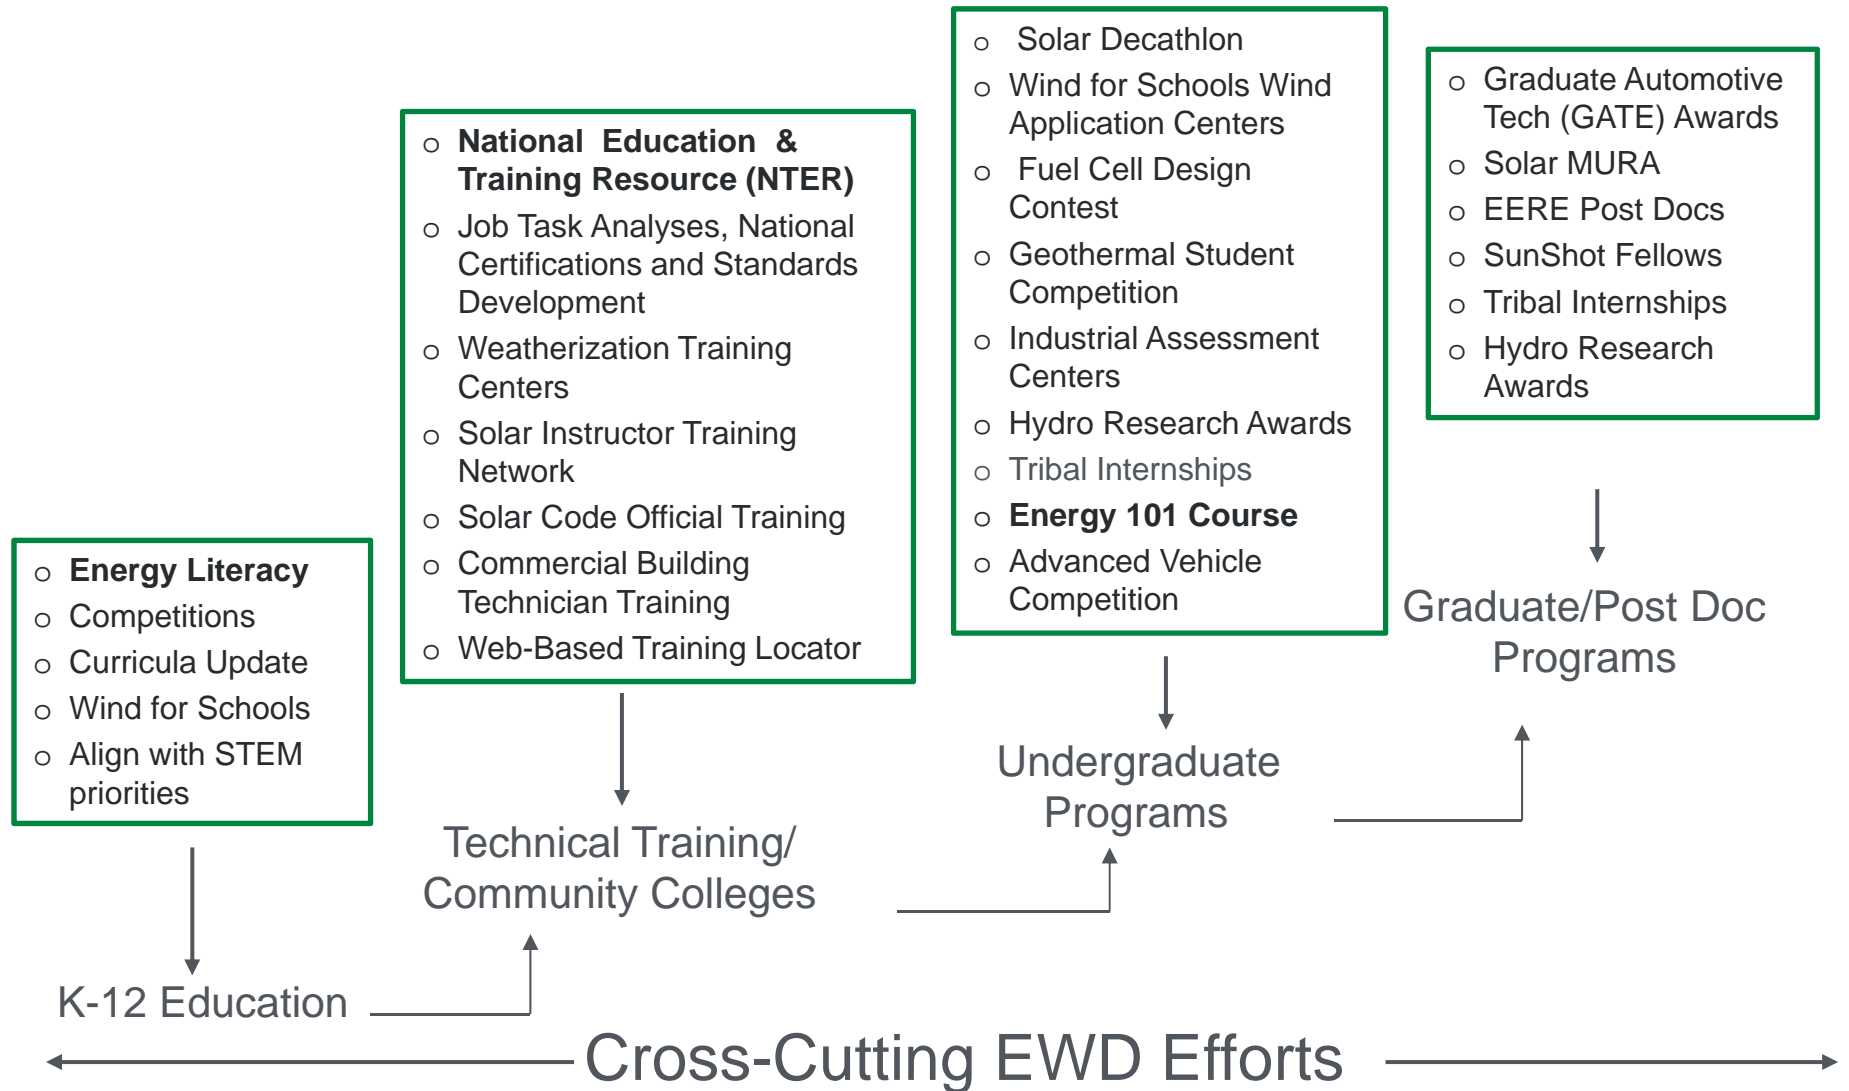 o Energy Literacy
o Competitions
o Curricula Update
o Wind for Schools
o Align with STEM
priorities
K-12 Education
o National Education &
Training Resource (NTER)
o Job Task Analyses, National
Certifications and Standards
Development
o Weatherization Training
Centers
o Solar Instructor Training
Network
o Solar Code Official Training
o Commercial Building
Technician Training
o Web-Based Training Locator
Technical Training/
Community Colleges
o Solar Decathlon
o Wind for Schools Wind
Application Centers
o Fuel Cell Design
Contest
o Geothermal Student
Competition
o Industrial Assessment
Centers
o Hydro Research Awards
o Tribal Internships
o Energy 101 Course
o Advanced Vehicle
Competition
Undergraduate
Programs
o Graduate Automotive
Tech (GATE) Awards
o Solar MURA
o EERE Post Docs
o SunShot Fellows
o Tribal Internships
o Hydro Research
Awards
Graduate/Post Doc
Programs
Cross-Cutting EWD Efforts